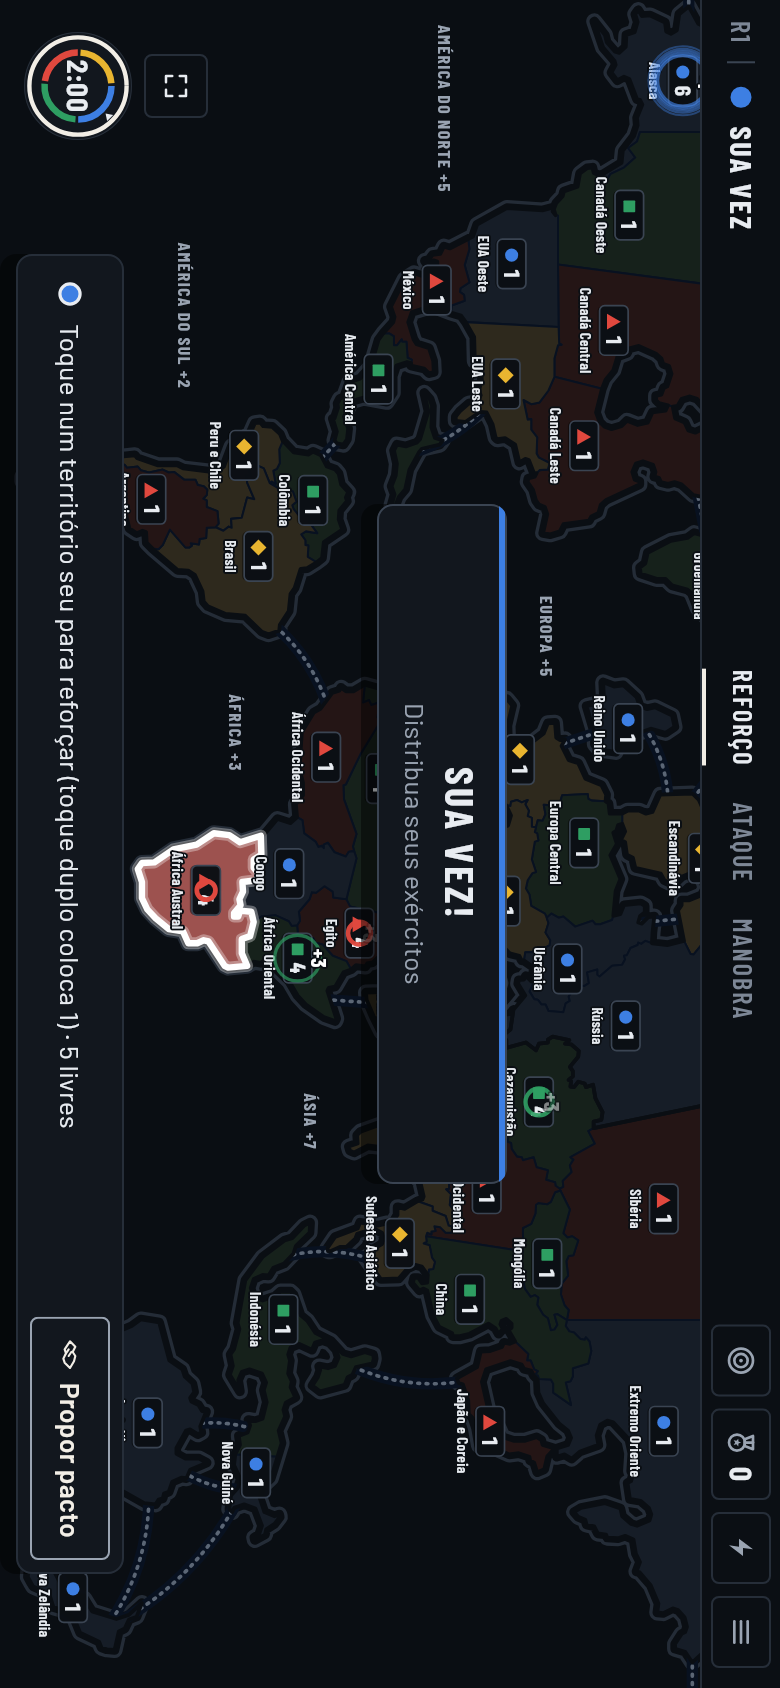 R1
SUA VEZ
REFORÇO
ATAQUE
MANOBRA
0
Alasca
6
Canadá Oeste
1
Canadá Central
1
Canadá Leste
1
EUA Oeste
1
EUA Leste
1
México
1
América Central
1
AMÉRICA DO NORTE +5
Colômbia
1
Peru e Chile
1
Brasil
1
1
AMÉRICA DO SUL +2
EUROPA +5
Reino Unido
1
Escandinávia
Europa Central
1
1
1
Ucrânia
1
Rússia
1
Cazaquistão
+3
Sibéria
1
Mongólia
1
Extremo Oriente
1
China
1
Japão e Coreia
1
1
Sudeste Asiático
1
ÁSIA +7
SUA VEZ!
Distribua seus exércitos
África Ocidental
1
ÁFRICA +3
Congo
1
Egito
África Oriental
4
+3
África Austral
Indonésia
1
Nova Guiné
1
1
1
2:00
Toque num território seu para reforçar (toque duplo coloca 1) · 5 livres
Propor pacto